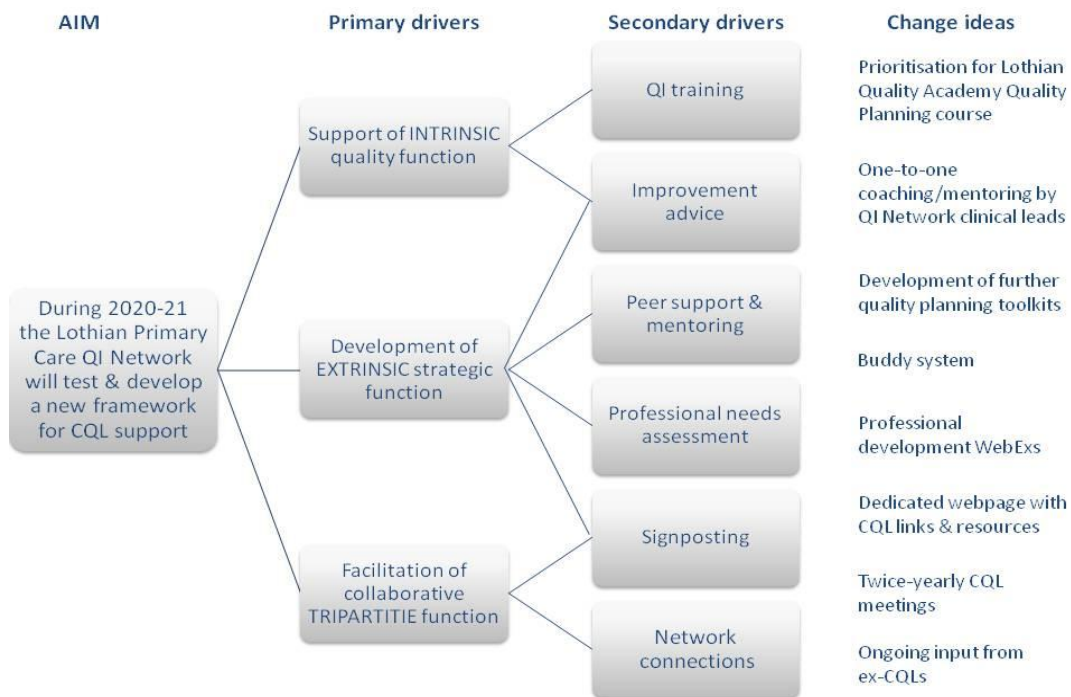 AIM
Primary drivers
Secondary drivers
Change ideas
During 2020-21
the Lothian Primary
Care QI Network
will test & develop
a new framework
for CQL support
Support of INTRINSIC
quality function
Development of
EXTRINSIC strategic
function
Facilitation of
collaborative
TRIPARTITIE function
QI training
Improvement
advice
Peer support &
mentoring
Professional needs
assessment
Signposting
Network
connections
Prioritisation for Lothian
Quality Academy Quality
Planning course
One-to-one
coaching/mentoring by
QI Network clinical leads
Development of further
quality planning toolkits
Buddy system
Professional
development WebExs
Dedicated webpage with
CQL links & resources
Twice-yearly CQL
meetings
Ongoing input from
ex-CQLs